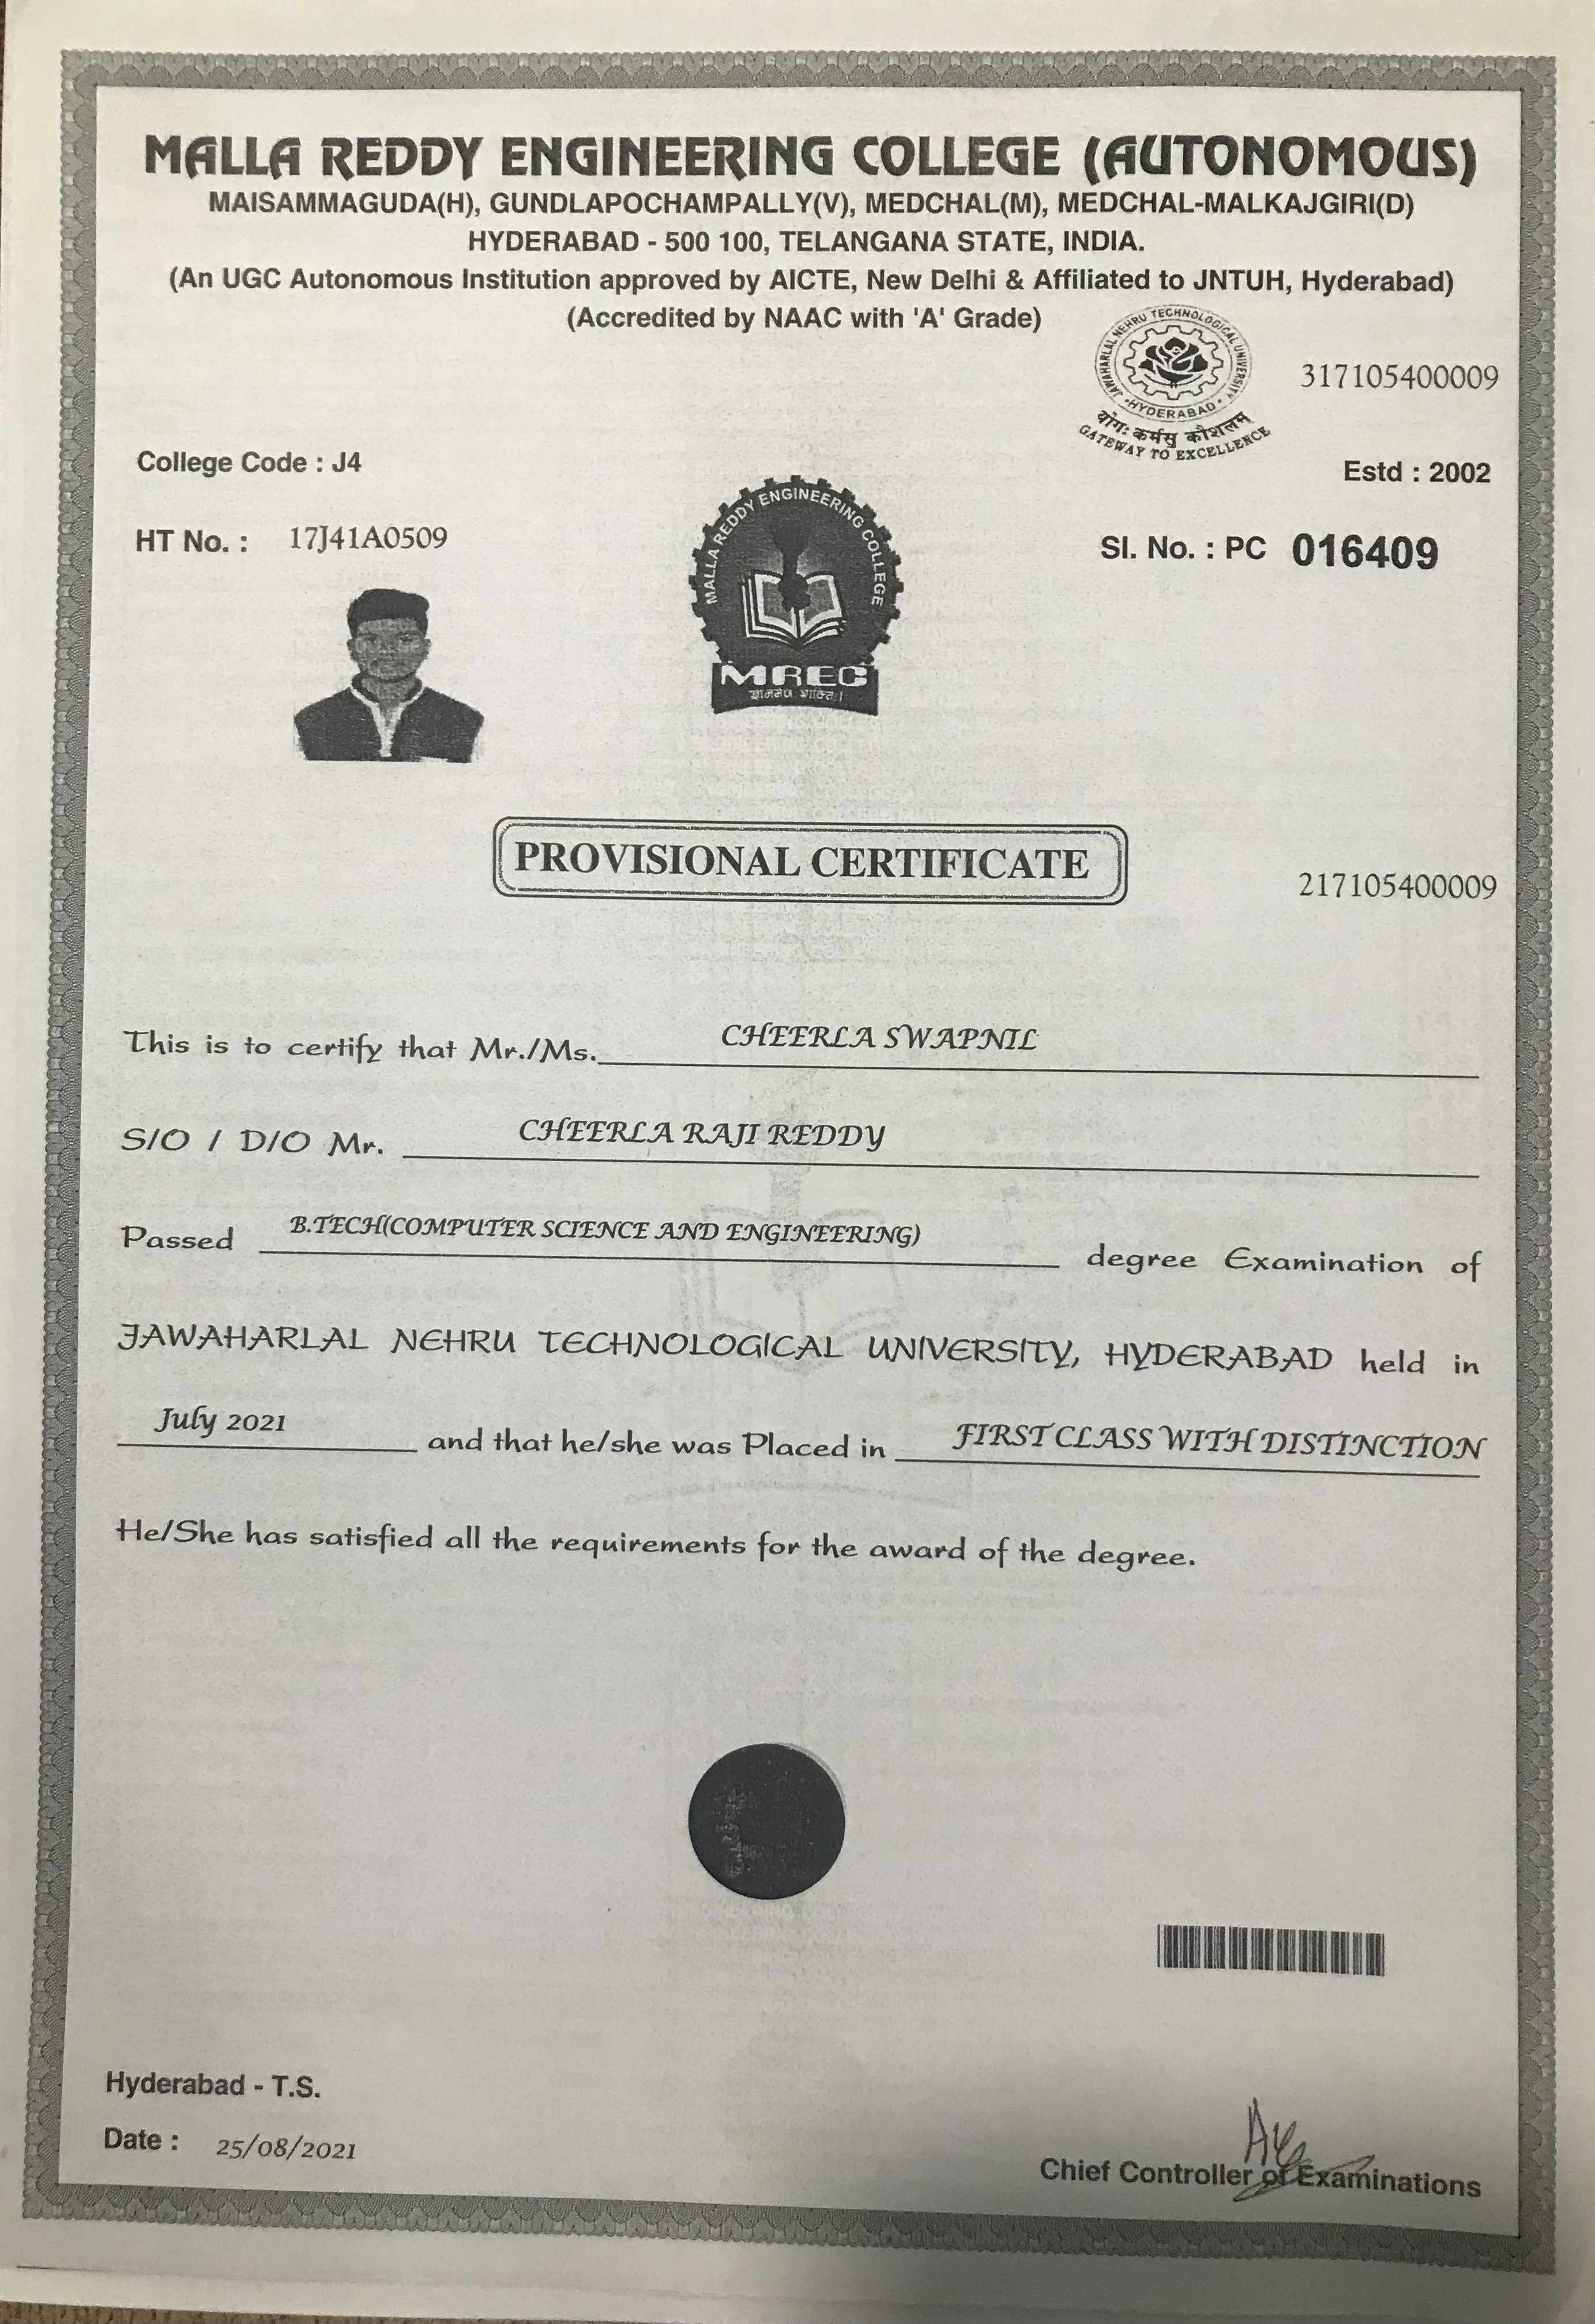 MALLA REDDY ENGINEERING COLLEGE (AUTONOMOUS)
MAISAMMAGUDA(H), GUNDLAPOCHAMPALLY(V), MEDCHAL(M), MEDCHAL-MALKAJGIRI(D)
HYDERABAD - 500 100, TELANGANA STATE, INDIA.
(An UGC Autonomous Institution approved by AICTE, New Delhi & Affiliated to JNTUH, Hyderabad)
(Accredited by NAAC with 'A' Grade)
JAWAHARLAL NEHRU TECHNOLOGICAL UNIVERSITY
HYDERABAD
योगः कर्मसु कौशलम्
GATEWAY TO EXCELLENCE
317105400009
College Code : J4
Estd : 2002
HT No. : 17J41A0509
MALLA REDDY ENGINEERING COLLEGE
MREC
Sl. No. : PC 016409
PROVISIONAL CERTIFICATE
217105400009
This is to certify that Mr./Ms. CHEERLA SWAPNIL
S/O / D/O Mr. CHEERLA RAJI REDDY
Passed B.TECH(COMPUTER SCIENCE AND ENGINEERING) degree Examination of
JAWAHARLAL NEHRU TECHNOLOGICAL UNIVERSITY, HYDERABAD held in
July 2021 and that he/she was Placed in FIRST CLASS WITH DISTINCTION
He/She has satisfied all the requirements for the award of the degree.
Hyderabad - T.S.
Date : 25/08/2021
Chief Controller of Examinations